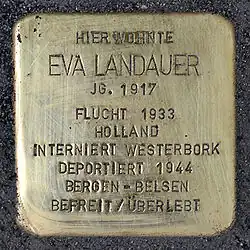 HIER WOHNTE
EVA LANDAUER
JG. 1917
FLUCHT 1933
HOLLAND
INTERNIERT WESTERBORK
DEPORTIERT 1944
BERGEN-BELSEN
BEFREIT/ÜBERLEBT